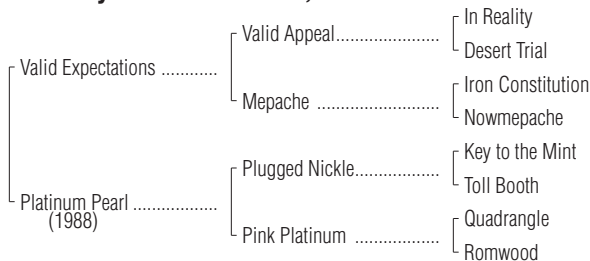 In Reality
Valid Appeal....................
Desert Trial
Valid Expectations ............
Iron Constitution
Mepache ........................
Nowmepache
Key to the Mint
Plugged Nickle.................
Toll Booth
Platinum Pearl ..................
(1988)
Quadrangle
Pink Platinum .................
Romwood